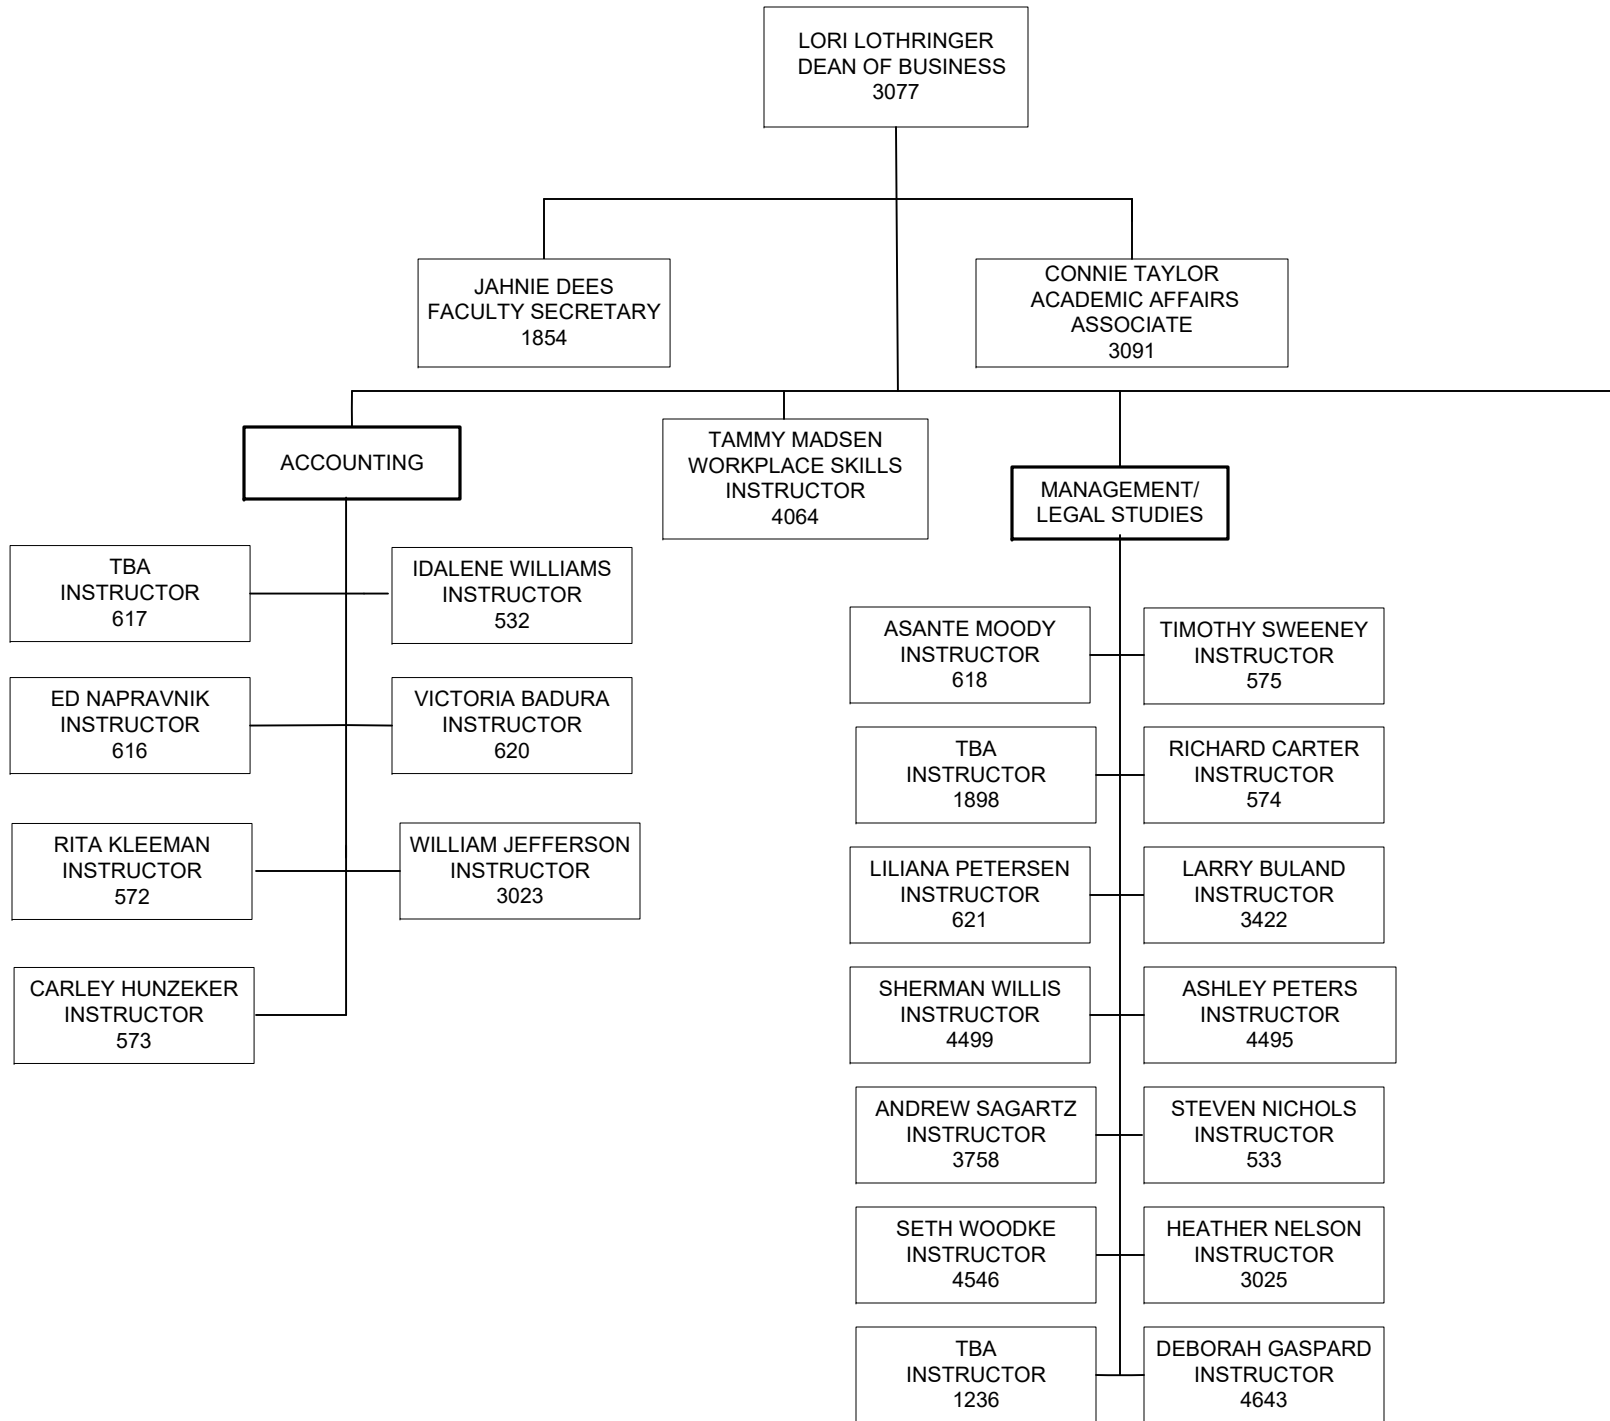 LORI LOTHRINGER
DEAN OF BUSINESS
3077
JAHNIE DEES
FACULTY SECRETARY
1854
CONNIE TAYLOR
ACADEMIC AFFAIRS
ASSOCIATE
3091
ACCOUNTING
TAMMY MADSEN
WORKPLACE SKILLS
INSTRUCTOR
4064
MANAGEMENT/
LEGAL STUDIES
TBA
INSTRUCTOR
617
IDALENE WILLIAMS
INSTRUCTOR
532
ED NAPRAVNIK
INSTRUCTOR
616
VICTORIA BADURA
INSTRUCTOR
620
RITA KLEEMAN
INSTRUCTOR
572
WILLIAM JEFFERSON
INSTRUCTOR
3023
CARLEY HUNZEKER
INSTRUCTOR
573
ASANTE MOODY
INSTRUCTOR
618
TIMOTHY SWEENEY
INSTRUCTOR
575
TBA
INSTRUCTOR
1898
RICHARD CARTER
INSTRUCTOR
574
LILIANA PETERSEN
INSTRUCTOR
621
LARRY BULAND
INSTRUCTOR
3422
SHERMAN WILLIS
INSTRUCTOR
4499
ASHLEY PETERS
INSTRUCTOR
4495
ANDREW SAGARTZ
INSTRUCTOR
3758
STEVEN NICHOLS
INSTRUCTOR
533
SETH WOODKE
INSTRUCTOR
4546
HEATHER NELSON
INSTRUCTOR
3025
TBA
INSTRUCTOR
1236
DEBORAH GASPARD
INSTRUCTOR
4643